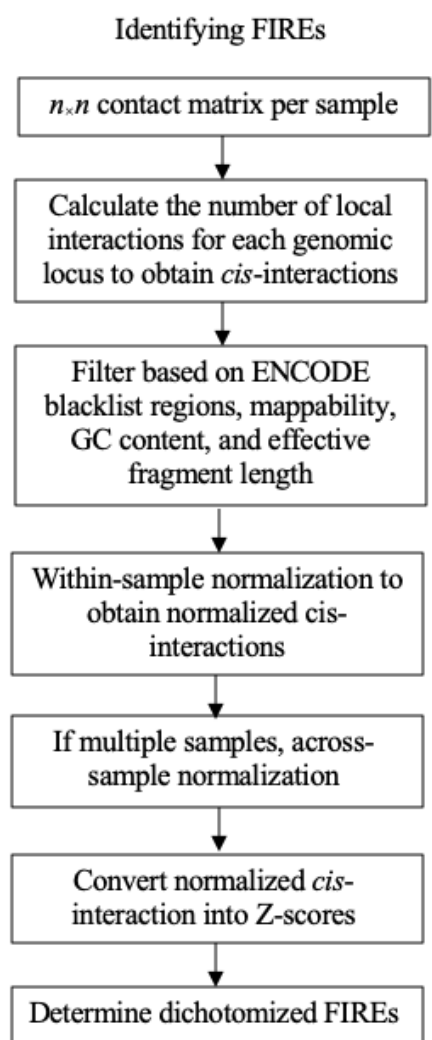 Identifying FIREs
n×n contact matrix per sample
Calculate the number of local
interactions for each genomic
locus to obtain cis-interactions
Filter based on ENCODE
blacklist regions, mappability,
GC content, and effective
fragment length
Within-sample normalization to
obtain normalized cis-
interactions
If multiple samples, across-
sample normalization
Convert normalized cis-
interaction into Z-scores
Determine dichotomized FIREs